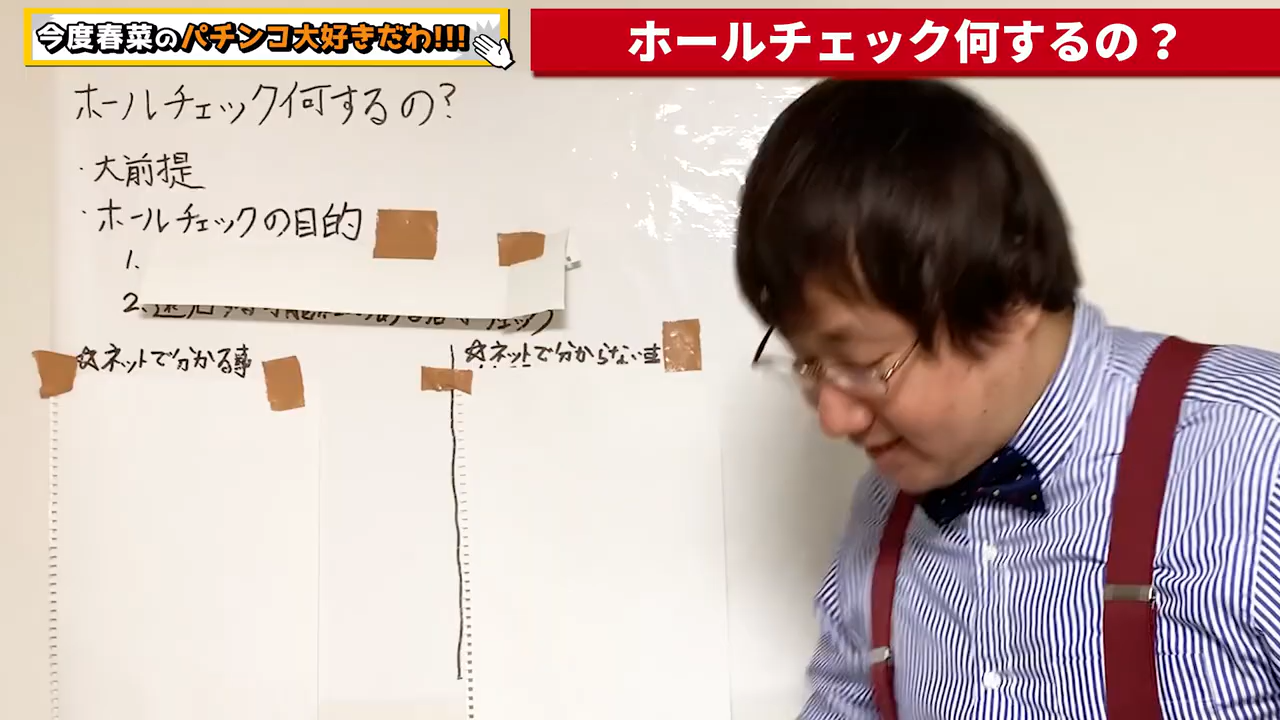 今度春菜のパチンコ大好きだわ!!!
ホールチェック何するの？
ホールチェック何するの?
・大前提
・ホールチェックの目的
1.
2.
☆ネットで分かる事
☆ネットで分からない事